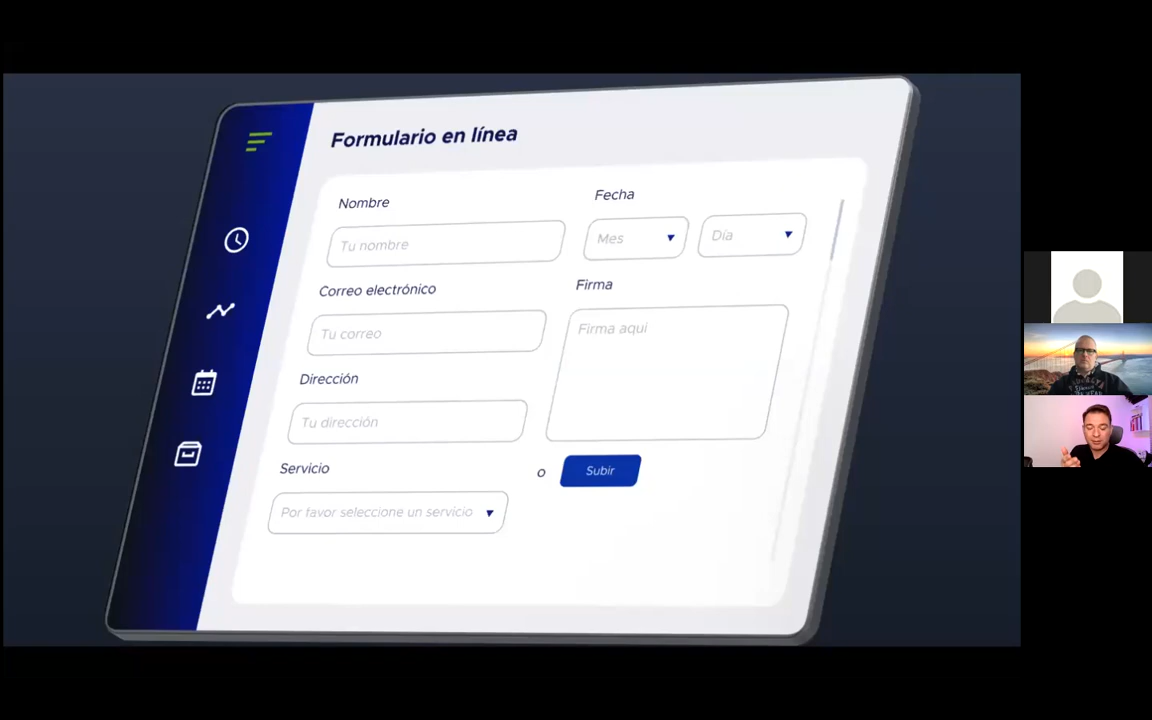 Formulario en línea
Nombre
Tu nombre
Fecha
Mes
Día
Correo electrónico
Tu correo
Firma
Firma aqui
Dirección
Tu dirección
Servicio
Por favor seleccione un servicio
o
Subir